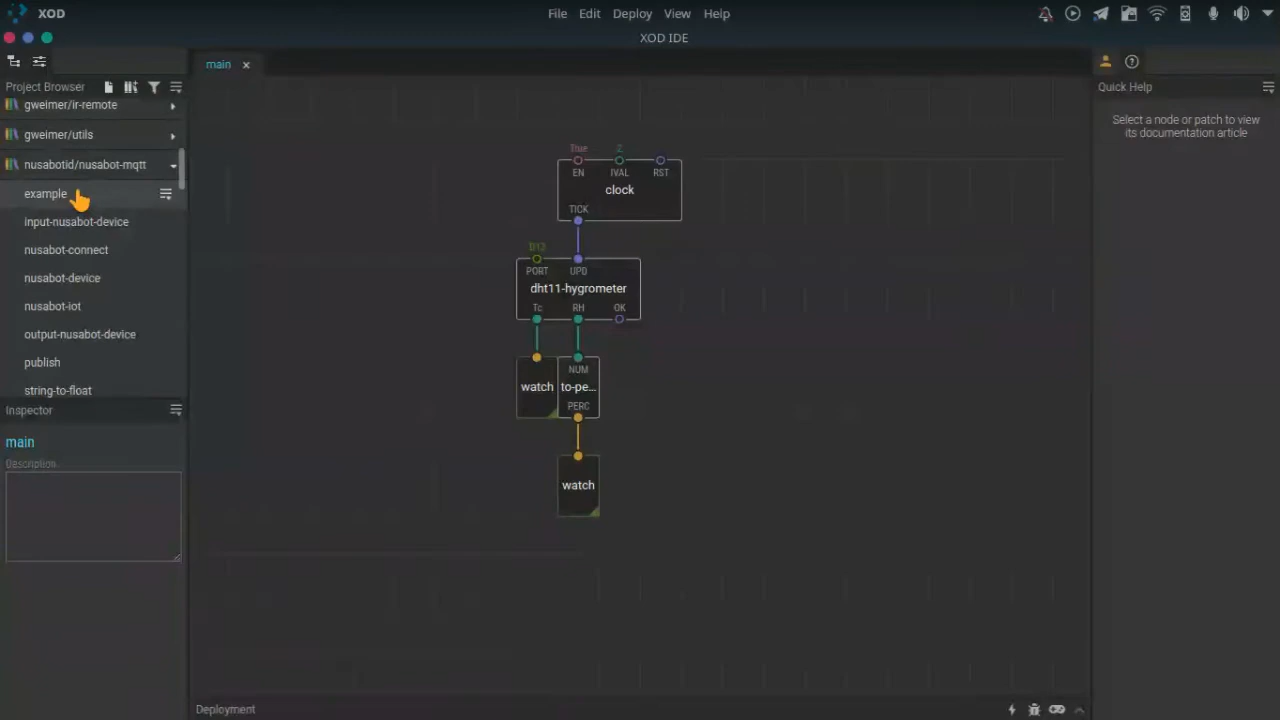 XOD
File Edit Deploy View Help
XOD IDE
main
Project Browser
Quick Help
gweimer/ir-remote
gweimer/utils
nusabotid/nusabot-mqtt
example
input-nusabot-device
nusabot-connect
nusabot-device
nusabot-iot
output-nusabot-device
publish
string-to-float
Inspector
main
Description
Select a node or patch to view
its documentation article
True 2
EN IVAL RST
clock
TICK
D12
PORT UPD
dht11-hygrometer
Tc RH OK
watch
NUM
to-pe...
PERC
watch
Deployment